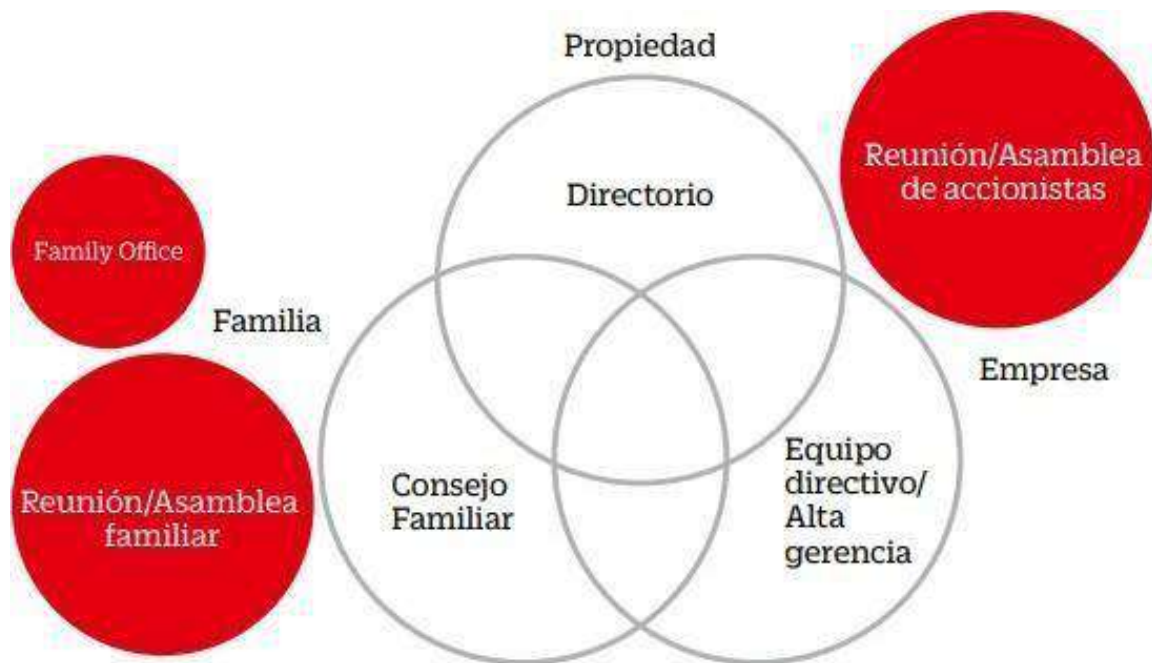 Propiedad
Reunión/Asamblea
de accionistas
Directorio
Family Office
Familia
Empresa
Reunión/Asamblea
familiar
Consejo
Familiar
Equipo
directivo/
Alta
gerencia